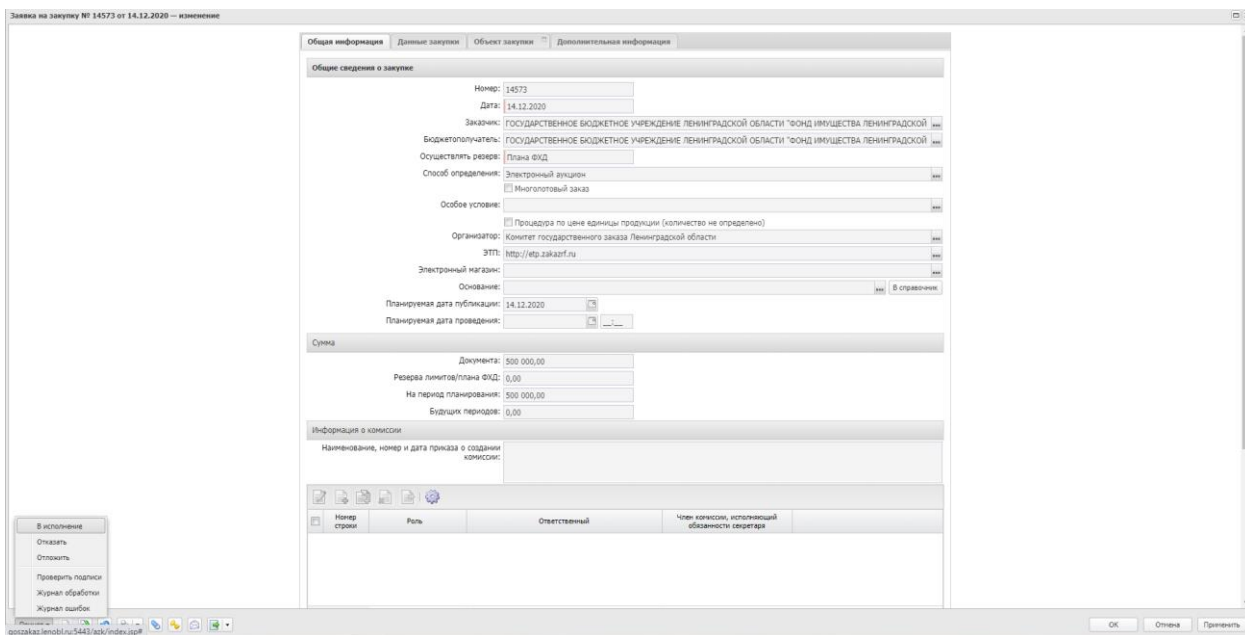 Заявка на закупку № 14573 от 14.12.2020 — изменение
Общая информация Данные закупки Объект закупки Дополнительная информация
Общие сведения о закупке
Номер: 14573
Дата: 14.12.2020
Заказчик: ГОСУДАРСТВЕННОЕ БЮДЖЕТНОЕ УЧРЕЖДЕНИЕ ЛЕНИНГРАДСКОЙ ОБЛАСТИ "ФОНД ИМУЩЕСТВА ЛЕНИНГРАДСКОЙ ...
Бюджетополучатель: ГОСУДАРСТВЕННОЕ БЮДЖЕТНОЕ УЧРЕЖДЕНИЕ ЛЕНИНГРАДСКОЙ ОБЛАСТИ "ФОНД ИМУЩЕСТВА ЛЕНИНГРАДСКОЙ ...
Осуществлять резерв: Плана ФХД
Способ определения: Электронный аукцион ...
Многолотовый заказ
Особое условие: ...
Процедура по цене единицы продукции (количество не определено)
Организатор: Комитет государственного заказа Ленинградской области ...
ЭТП: http://etp.zakazrf.ru ...
Электронный магазин: ...
Основание: ... В справочник
Планируемая дата публикации: 14.12.2020
Планируемая дата проведения: __:__
Сумма
Документа: 500 000,00
Резерва лимитов/плана ФХД: 0,00
На период планирования: 500 000,00
Будущих периодов: 0,00
Информация о комиссии
Наименование, номер и дата приказа о создании
комиссии:
Номер строки Роль Ответственный Член комиссии, исполняющий обязанности секретаря
В исполнение
Отказать
Отложить
Проверить подписи
Журнал обработки
Журнал ошибок
goszakaz.lenobl.ru:5443/azk/index.jsp#
ОК Отмена Применить